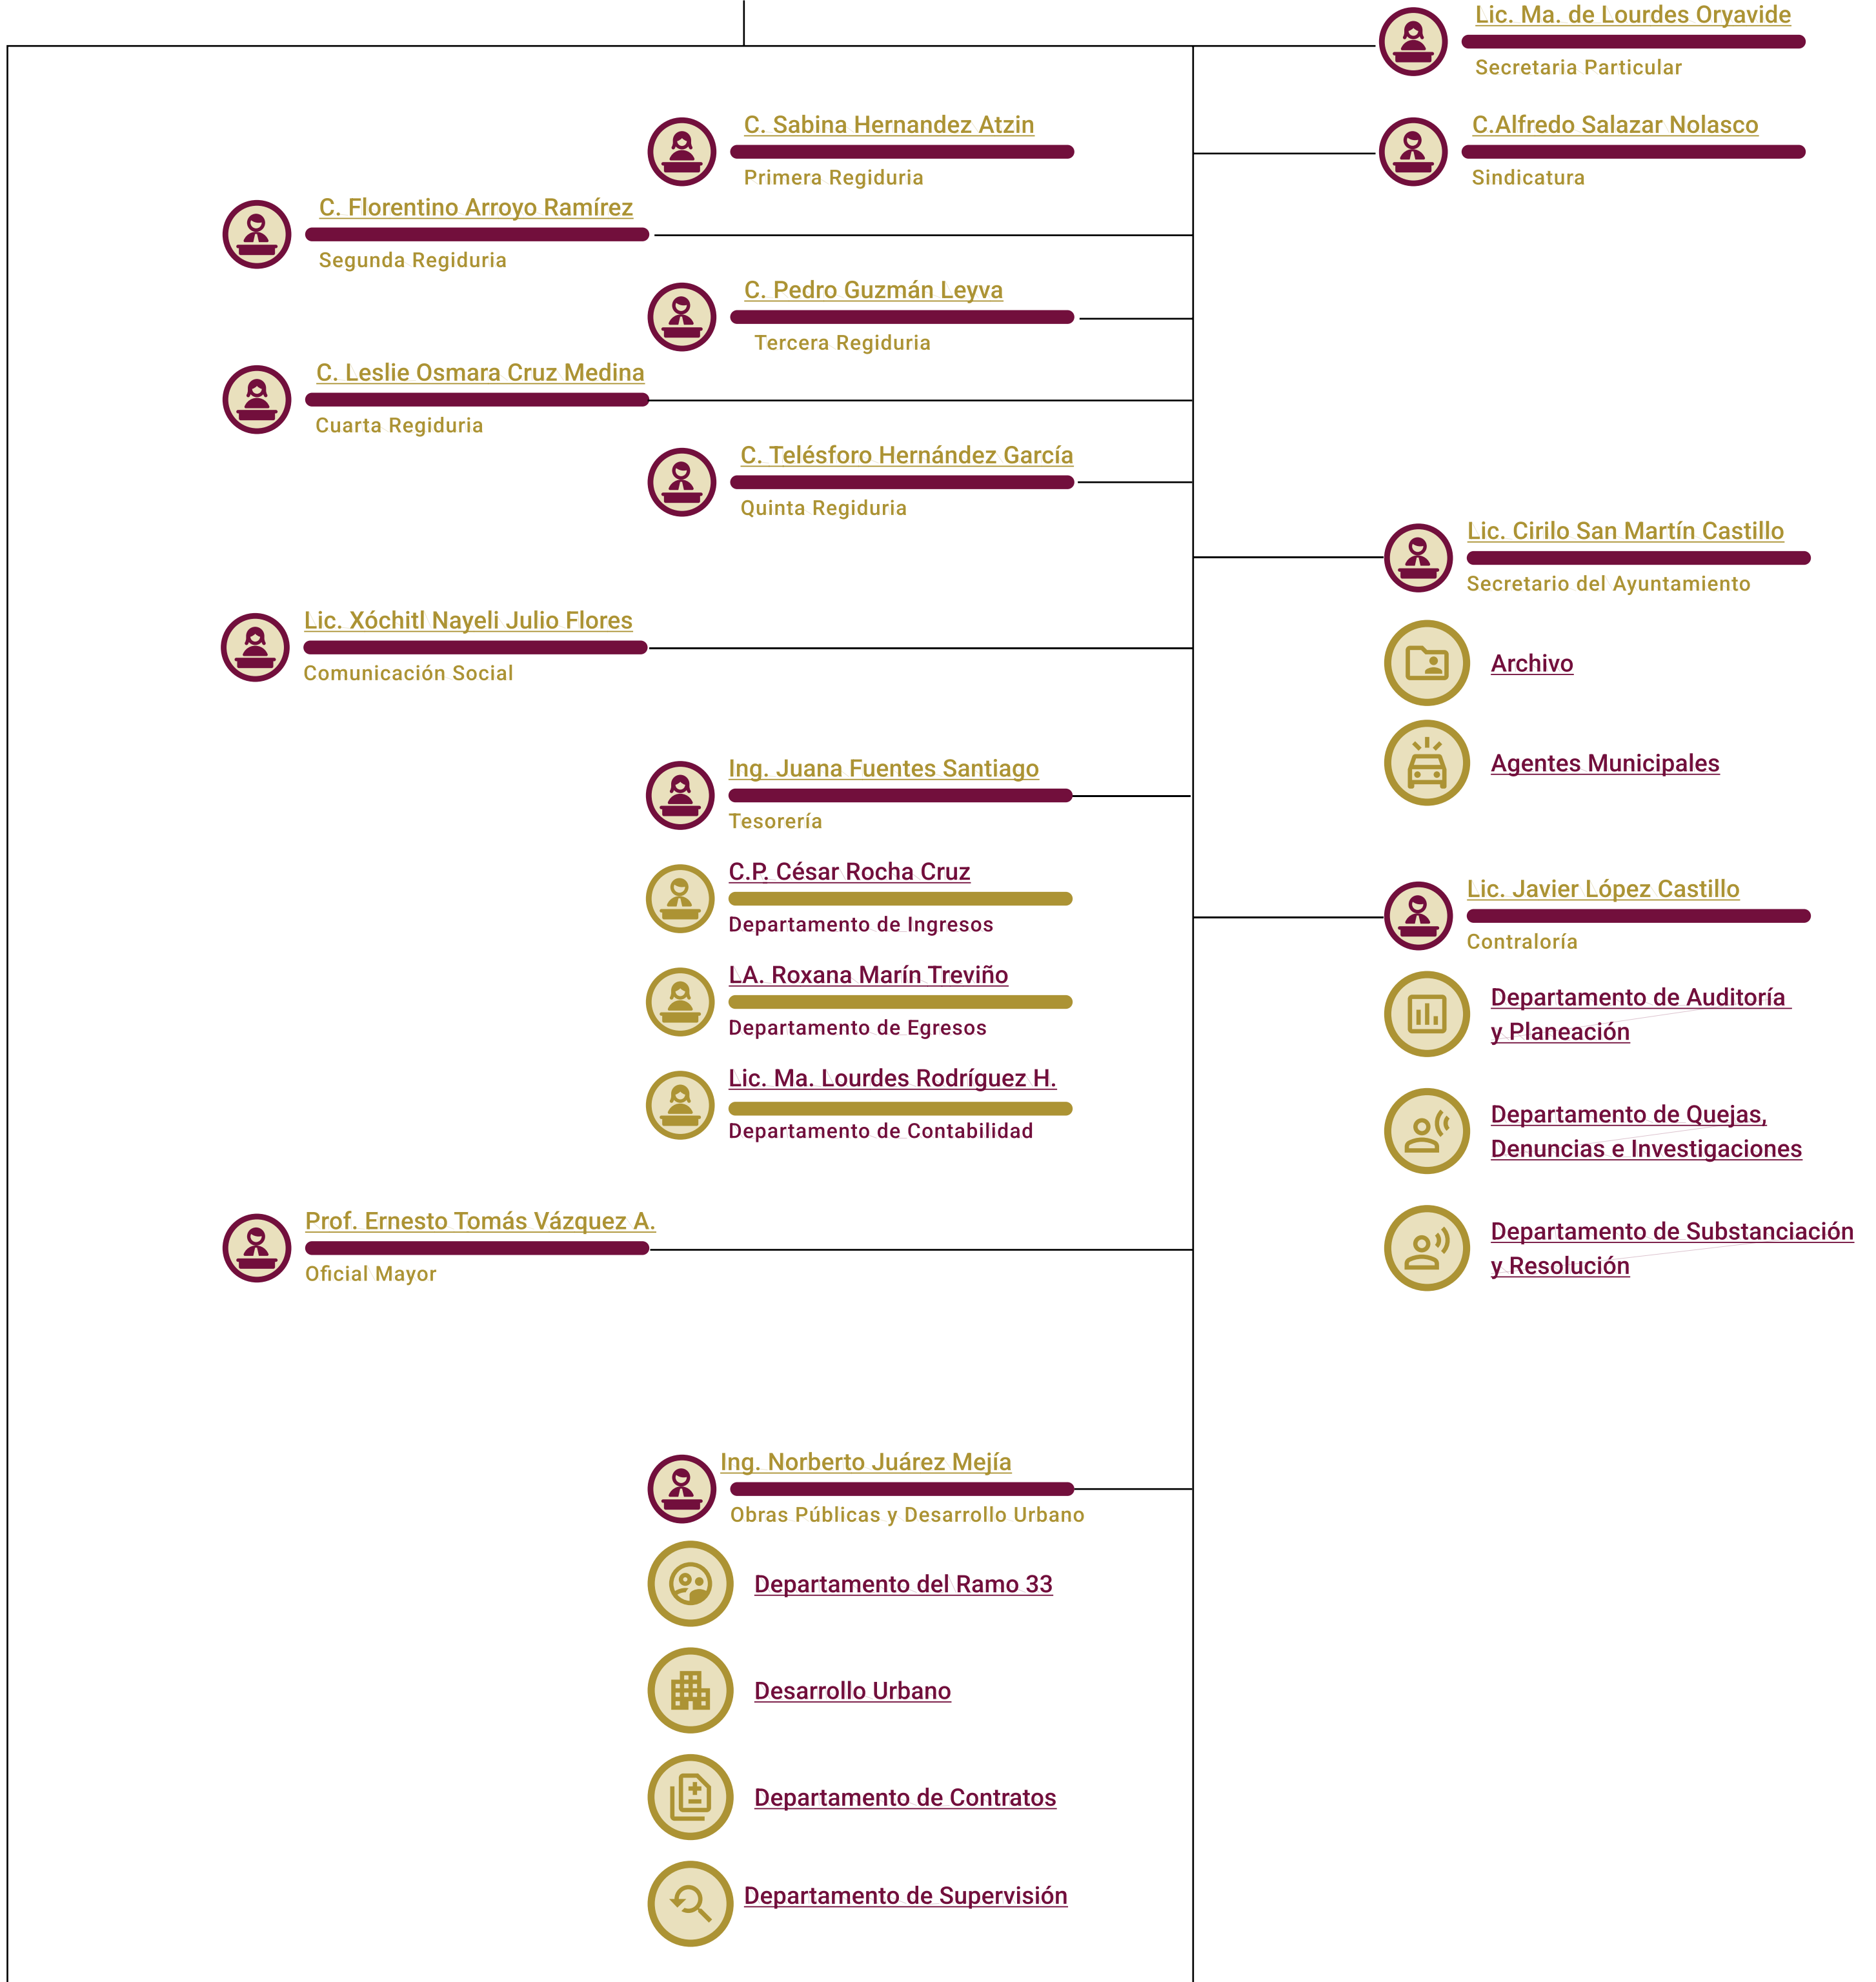 Lic. Ma. de Lourdes Oryavide
Secretaria Particular
C. Sabina Hernandez Atzin
Primera Regiduria
C.Alfredo Salazar Nolasco
Sindicatura
C. Florentino Arroyo Ramírez
Segunda Regiduria
C. Pedro Guzmán Leyva
Tercera Regiduria
C. Leslie Osmara Cruz Medina
Cuarta Regiduria
C. Telésforo Hernández García
Quinta Regiduria
Lic. Cirilo San Martín Castillo
Secretario del Ayuntamiento
Archivo
Agentes Municipales
Lic. Xóchitl Nayeli Julio Flores
Comunicación Social
Ing. Juana Fuentes Santiago
Tesorería
C.P. César Rocha Cruz
Departamento de Ingresos
LA. Roxana Marín Treviño
Departamento de Egresos
Lic. Ma. Lourdes Rodríguez H.
Departamento de Contabilidad
Lic. Javier López Castillo
Contraloría
Departamento de Auditoría
y Planeación
Departamento de Quejas,
Denuncias e Investigaciones
Departamento de Substanciación
y Resolución
Prof. Ernesto Tomás Vázquez A.
Oficial Mayor
Ing. Norberto Juárez Mejía
Obras Públicas y Desarrollo Urbano
Departamento del Ramo 33
Desarrollo Urbano
Departamento de Contratos
Departamento de Supervisión